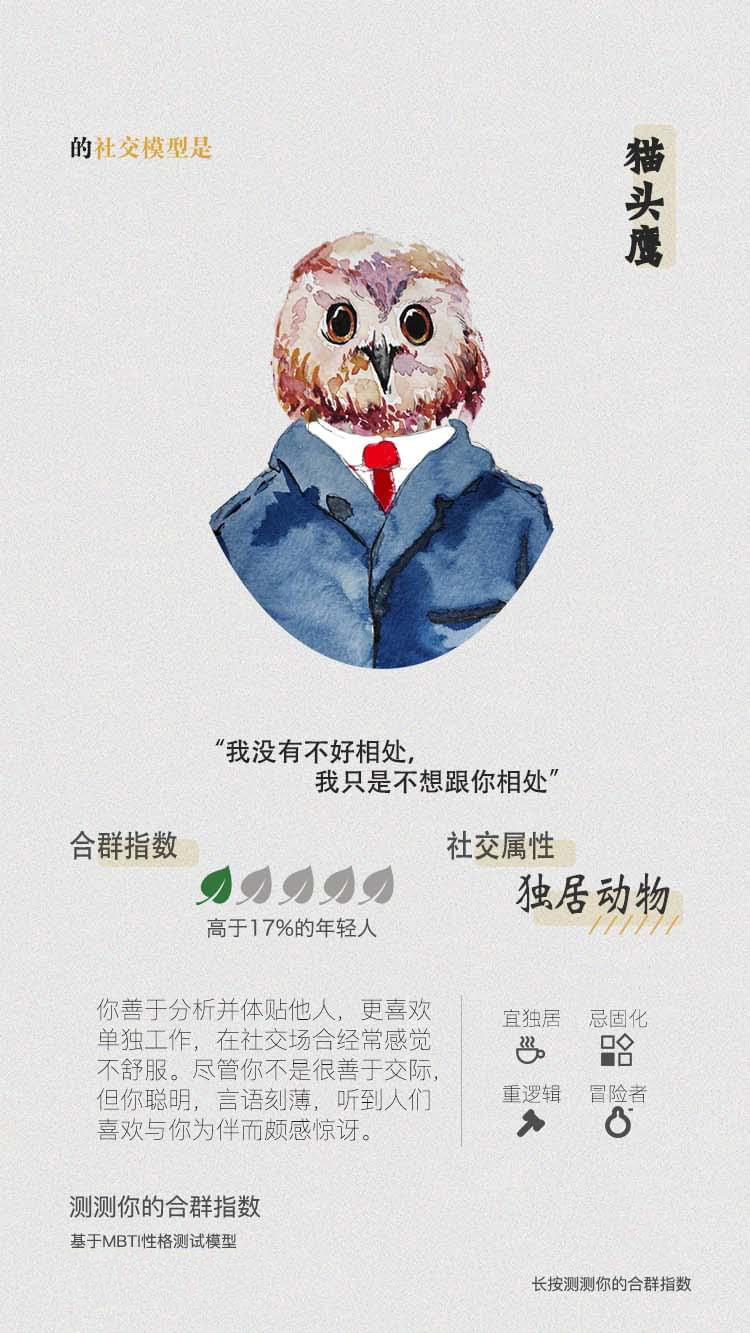 的社交模型是
猫头鹰
“我没有不好相处，
我只是不想跟你相处”
合群指数
高于17%的年轻人
社交属性
独居动物
你善于分析并体贴他人，更喜欢
单独工作，在社交场合经常感觉
不舒服。尽管你不是很善于交际，
但你聪明，言语刻薄，听到人们
喜欢与你为伴而颇感惊讶。
宜独居 忌固化
重逻辑 冒险者
测测你的合群指数
基于MBTI性格测试模型
长按测测你的合群指数